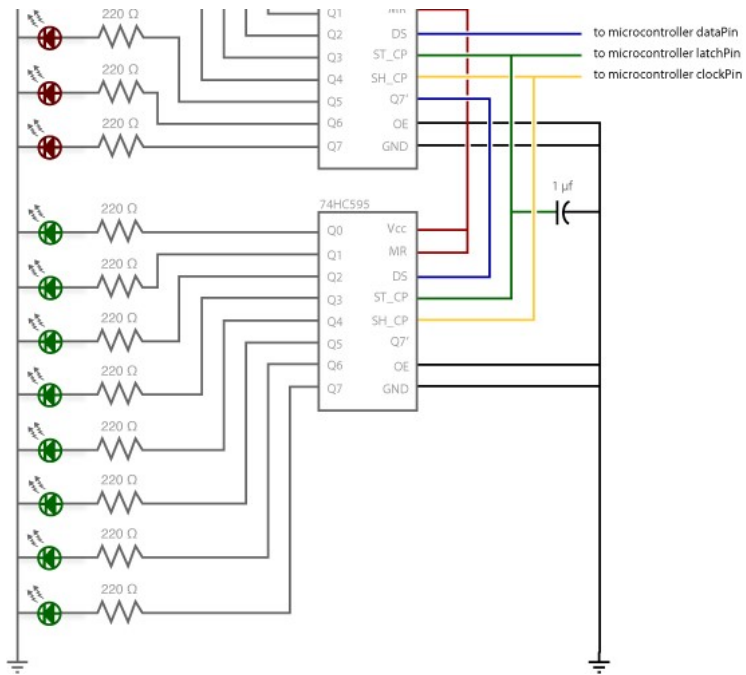 220 Ω
Q1
MR
Q2
DS
to microcontroller dataPin
Q3
ST_CP
to microcontroller latchPin
220 Ω
Q4
SH_CP
to microcontroller clockPin
Q5
Q7'
220 Ω
Q6
OE
Q7
GND
1 µf
74HC595
220 Ω
Q0
Vcc
Q1
MR
220 Ω
Q2
DS
Q3
ST_CP
220 Ω
Q4
SH_CP
Q5
Q7'
Q6
OE
220 Ω
Q7
GND
220 Ω
220 Ω
220 Ω
220 Ω